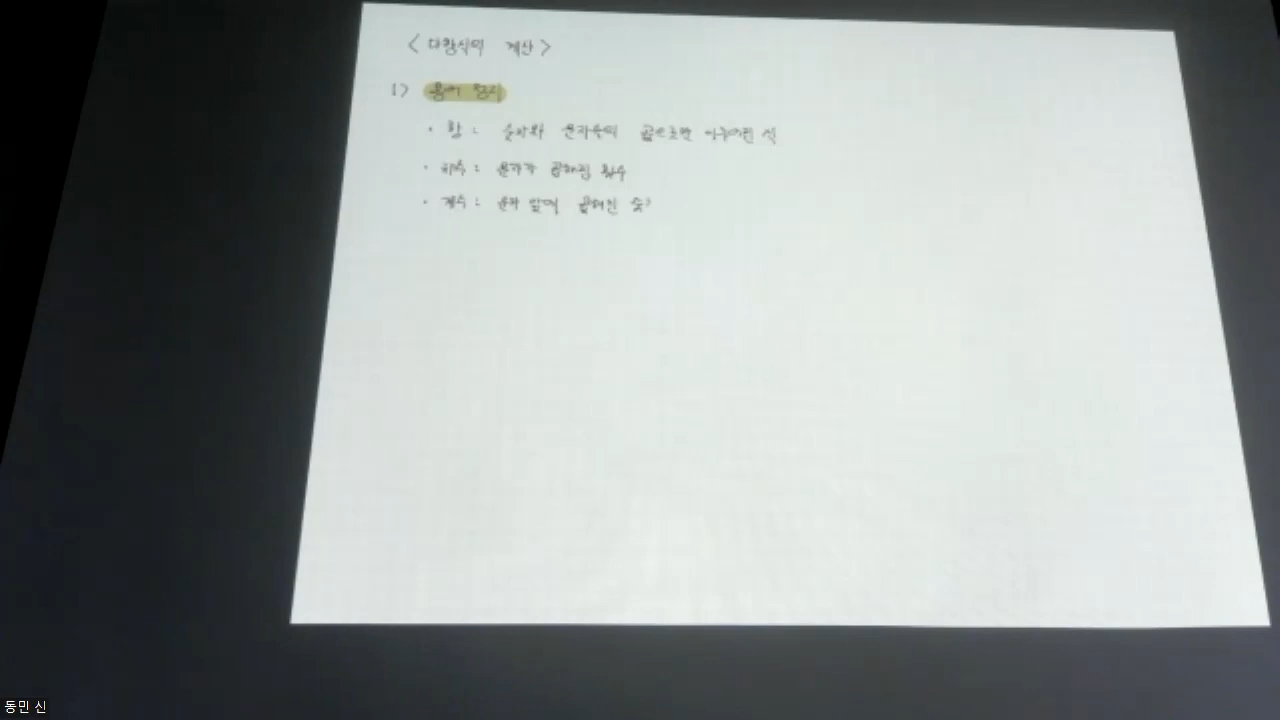 < 다항식의 계산 >
1) 용어 정리
· 항 : 숫자와 문자들의 곱으로만 이루어진 식
· 차수 : 문자가 곱해진 횟수
· 계수 : 문자 앞에 곱해진 숫자
동민 신